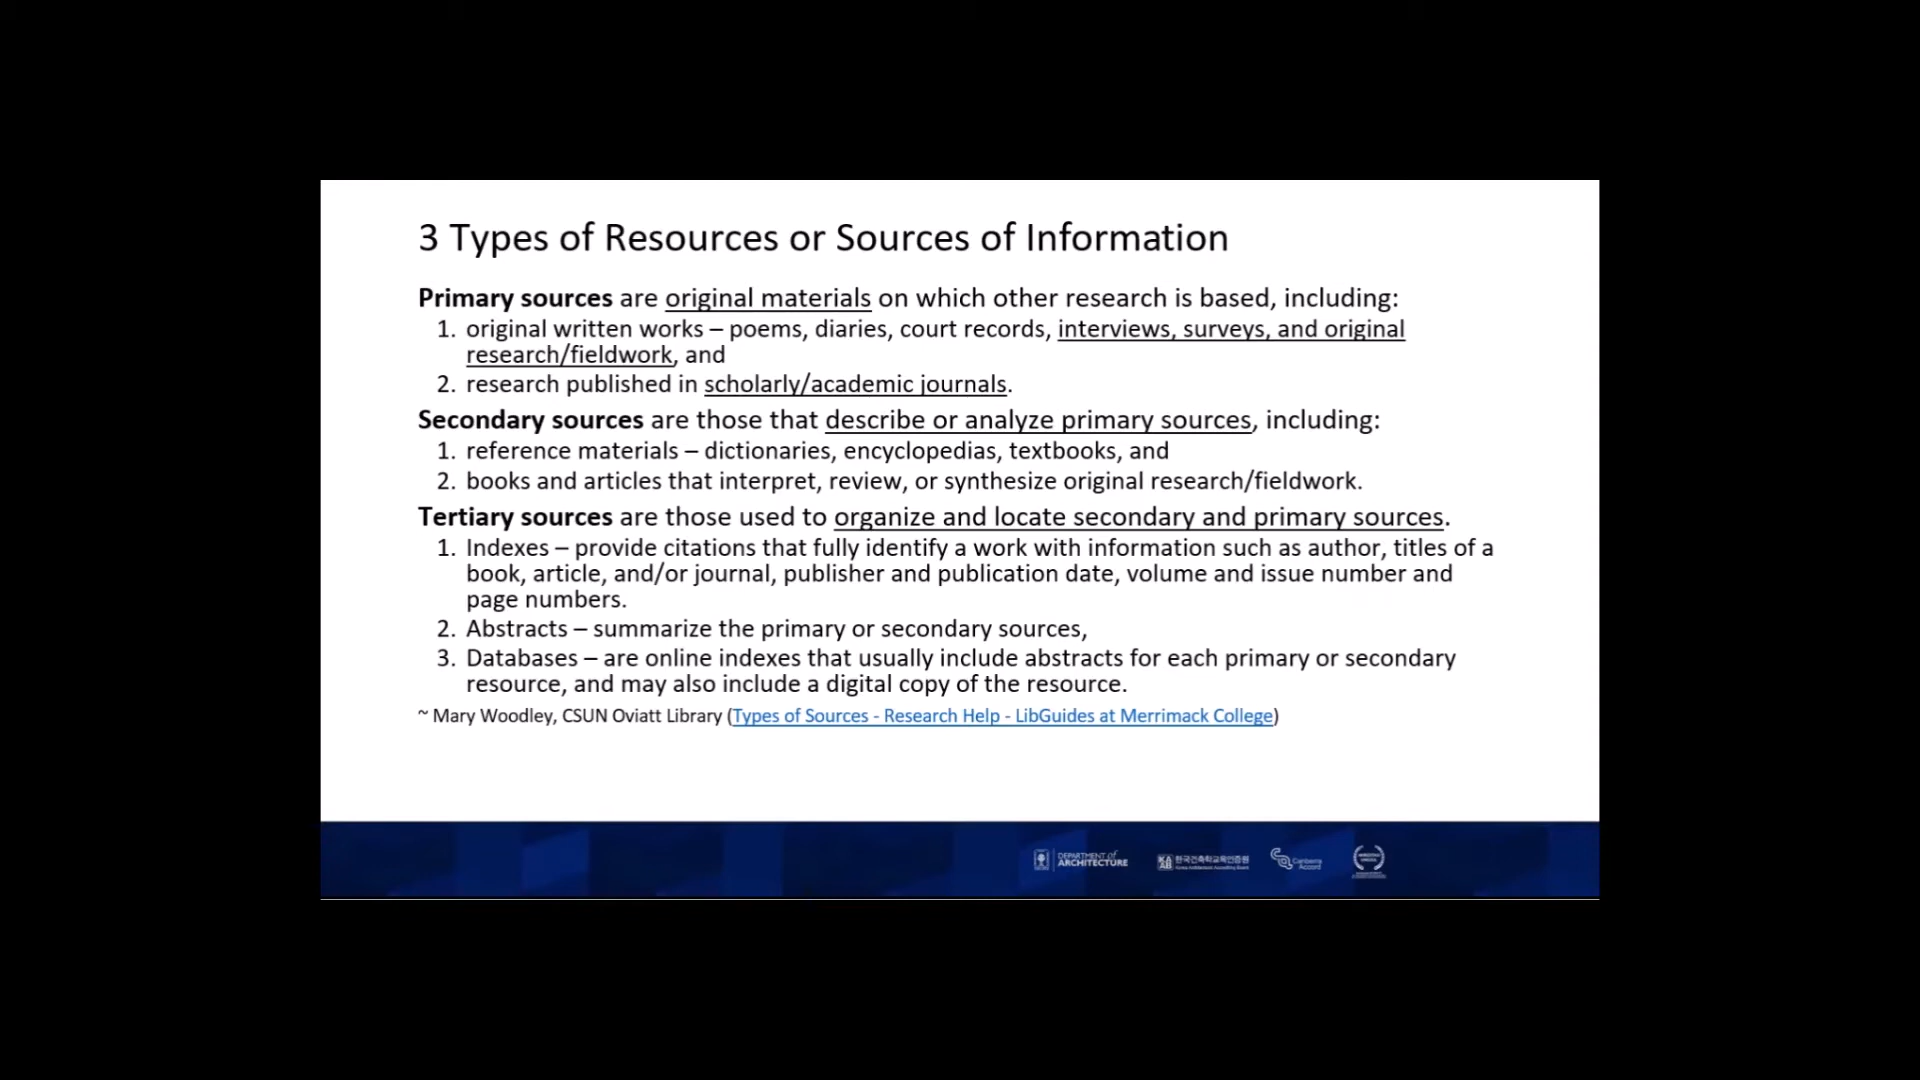 3 Types of Resources or Sources of Information
Primary sources are original materials on which other research is based, including:
1. original written works – poems, diaries, court records, interviews, surveys, and original
research/fieldwork, and
2. research published in scholarly/academic journals.
Secondary sources are those that describe or analyze primary sources, including:
1. reference materials – dictionaries, encyclopedias, textbooks, and
2. books and articles that interpret, review, or synthesize original research/fieldwork.
Tertiary sources are those used to organize and locate secondary and primary sources.
1. Indexes – provide citations that fully identify a work with information such as author, titles of a
book, article, and/or journal, publisher and publication date, volume and issue number and
page numbers.
2. Abstracts – summarize the primary or secondary sources,
3. Databases – are online indexes that usually include abstracts for each primary or secondary
resource, and may also include a digital copy of the resource.
~ Mary Woodley, CSUN Oviatt Library (Types of Sources - Research Help - LibGuides at Merrimack College)
DEPARTMENT of
ARCHITECTURE
한국건축학교육인증원
Canberra
Accord